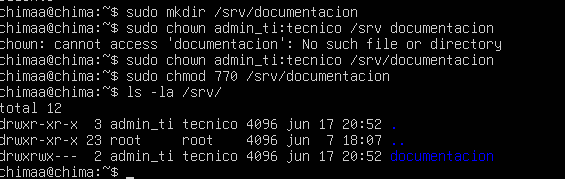 chimaa@chima:~$ sudo mkdir /srv/documentacion
chimaa@chima:~$ sudo chown admin_ti:tecnico /srv documentacion
chown: cannot access 'documentacion': No such file or directory
chimaa@chima:~$ sudo chown admin_ti:tecnico /srv/documentacion
chimaa@chima:~$ sudo chmod 770 /srv/documentacion
chimaa@chima:~$ ls -la /srv/
total 12
drwxr-xr-x  3 admin_ti tecnico 4096 jun 17 20:52 .
drwxr-xr-x 23 root     root    4096 jun  7 18:07 ..
drwxrwx---  2 admin_ti tecnico 4096 jun 17 20:52 documentacion
chimaa@chima:~$ _